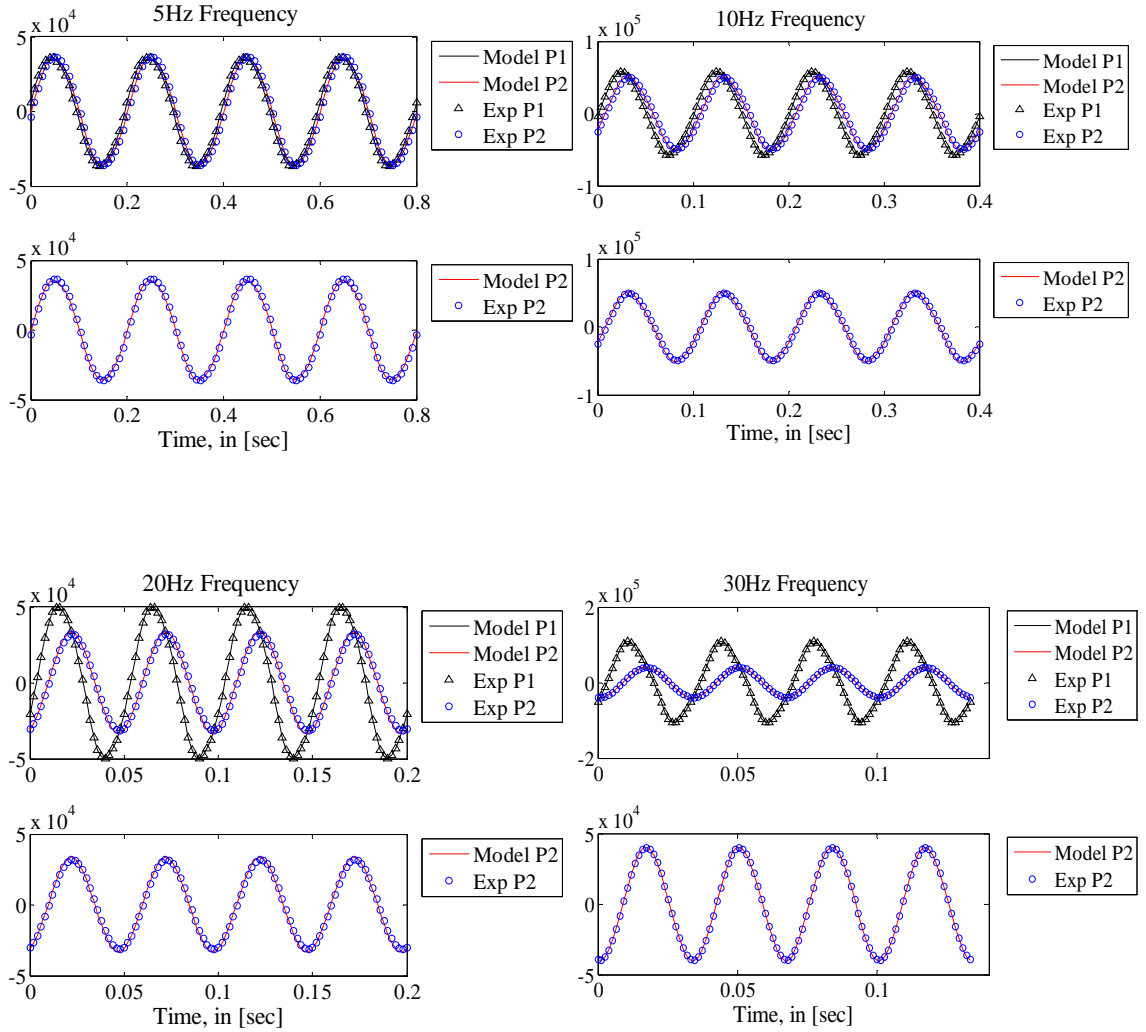 5Hz Frequency
x 10^4
5
0
-5
0 0.2 0.4 0.6 0.8
Model P1
Model P2
Exp P1
Exp P2
x 10^4
5
0
-5
0 0.2 0.4 0.6 0.8
Time, in [sec]
Model P2
Exp P2
10Hz Frequency
x 10^5
1
0
-1
0 0.1 0.2 0.3 0.4
Model P1
Model P2
Exp P1
Exp P2
x 10^5
1
0
-1
0 0.1 0.2 0.3 0.4
Time, in [sec]
Model P2
Exp P2
20Hz Frequency
x 10^4
5
0
-5
0 0.05 0.1 0.15 0.2
Model P1
Model P2
Exp P1
Exp P2
x 10^4
5
0
-5
0 0.05 0.1 0.15 0.2
Time, in [sec]
Model P2
Exp P2
30Hz Frequency
x 10^5
2
0
-2
0 0.05 0.1
Model P1
Model P2
Exp P1
Exp P2
x 10^4
5
0
-5
0 0.05 0.1
Time, in [sec]
Model P2
Exp P2